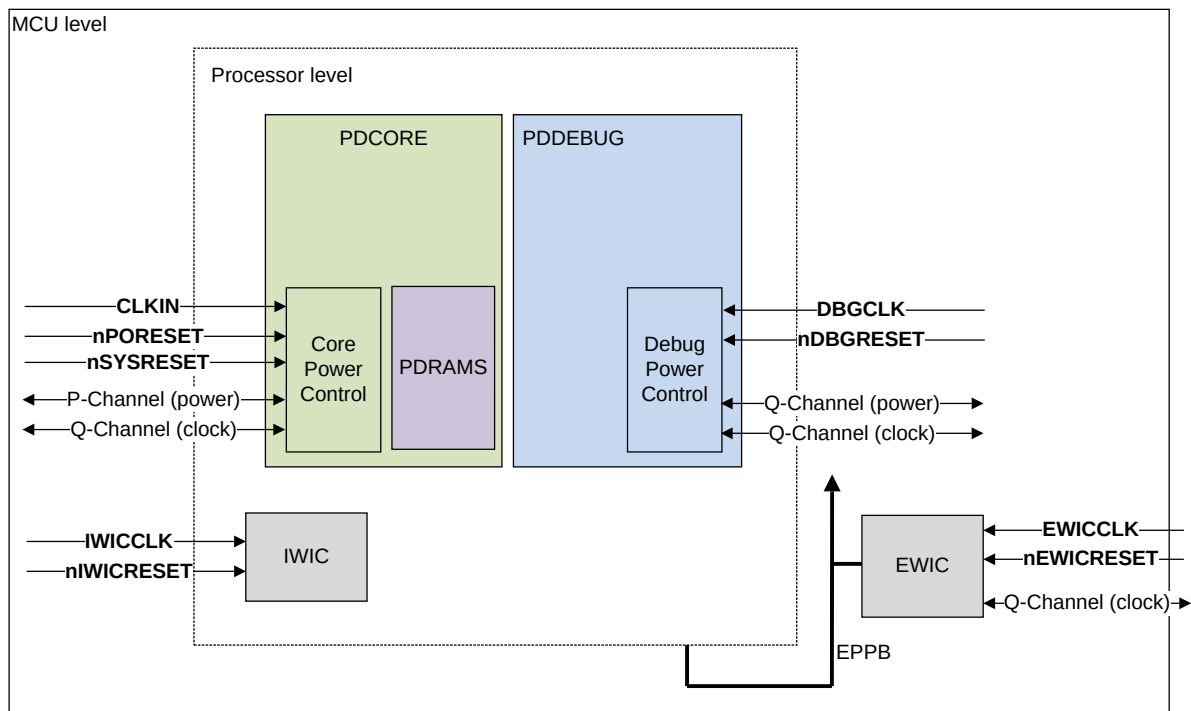 MCU level
Processor level
PDCORE
PDDEBUG
CLKIN
nPORESET
nSYSRESET
P-Channel (power)
Q-Channel (clock)
Core
Power
Control
PDRAMS
Debug
Power
Control
DBGCLK
nDBGRESET
Q-Channel (power)
Q-Channel (clock)
IWICCLK
nIWICRESET
IWIC
EWIC
EWICCLK
nEWICRESET
Q-Channel (clock)
EPPB